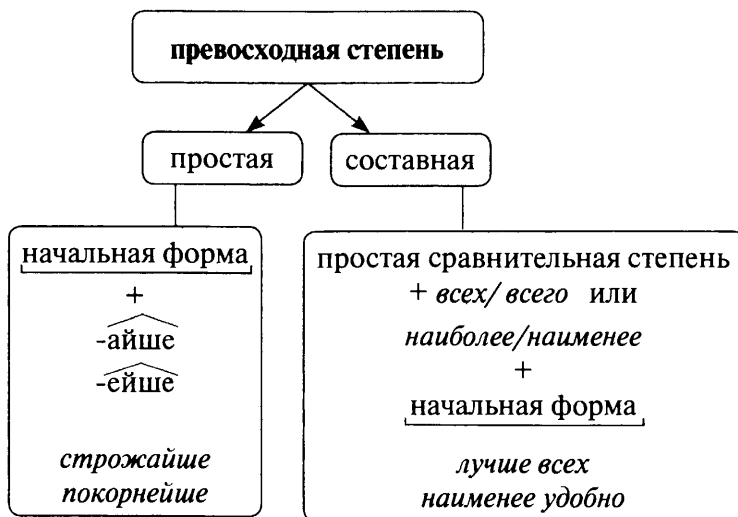 превосходная степень
простая
составная
начальная форма
+
-айше
-ейше
строжайше
покорнейше
простая сравнительная степень
+ всех/ всего или
наиболее/наименее
+
начальная форма
лучше всех
наименее удобно